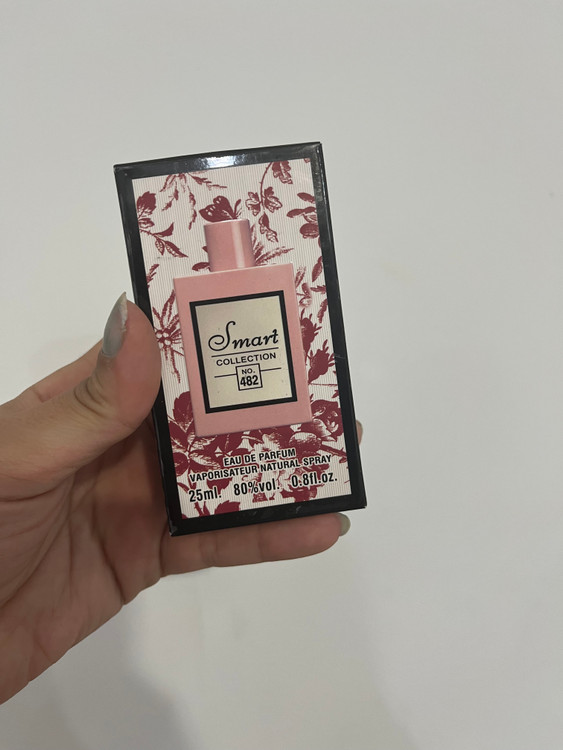 Smart
COLLECTION
NO.
482
EAU DE PARFUM
VAPORISATEUR NATURAL SPRAY
25ml. 80%vol. 0.8fl.oz.